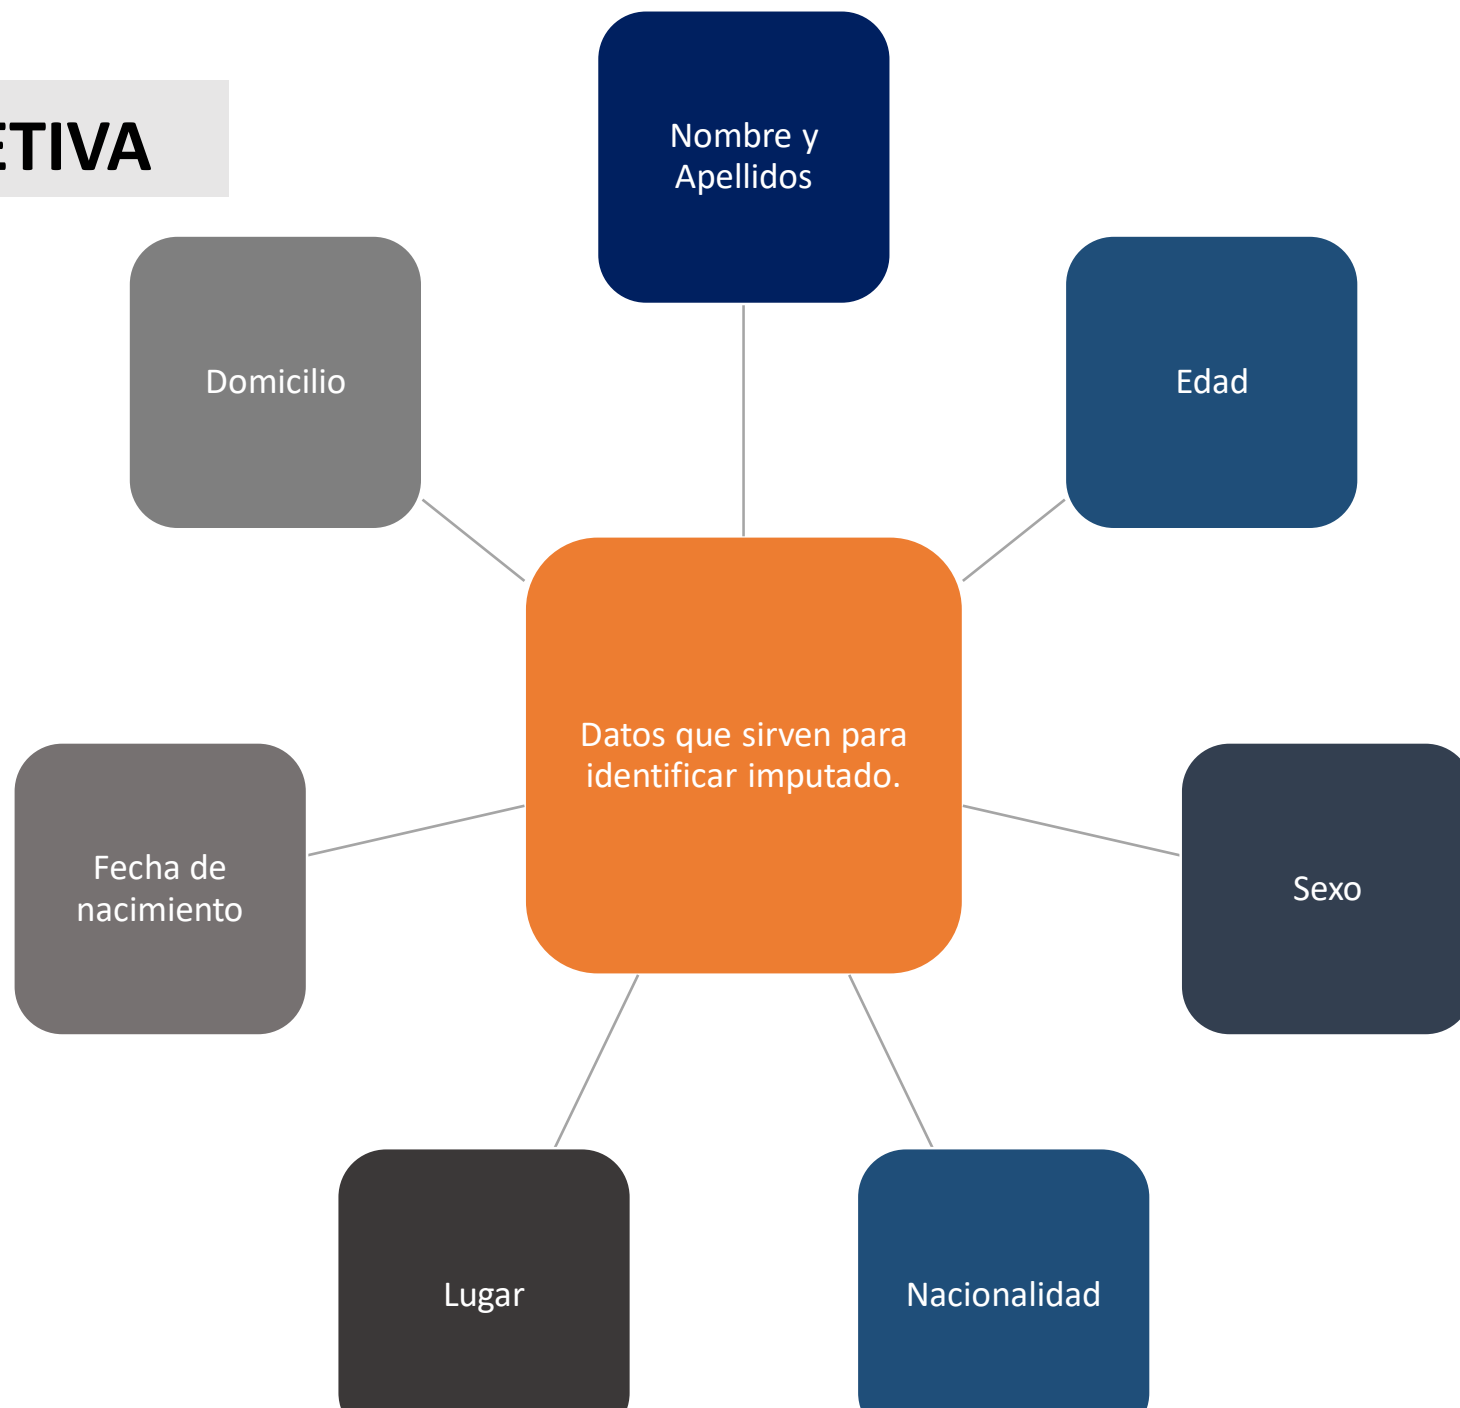 ETIVA
Nombre y
Apellidos
Domicilio
Edad
Datos que sirven para
identificar imputado.
Fecha de
nacimiento
Sexo
Lugar
Nacionalidad